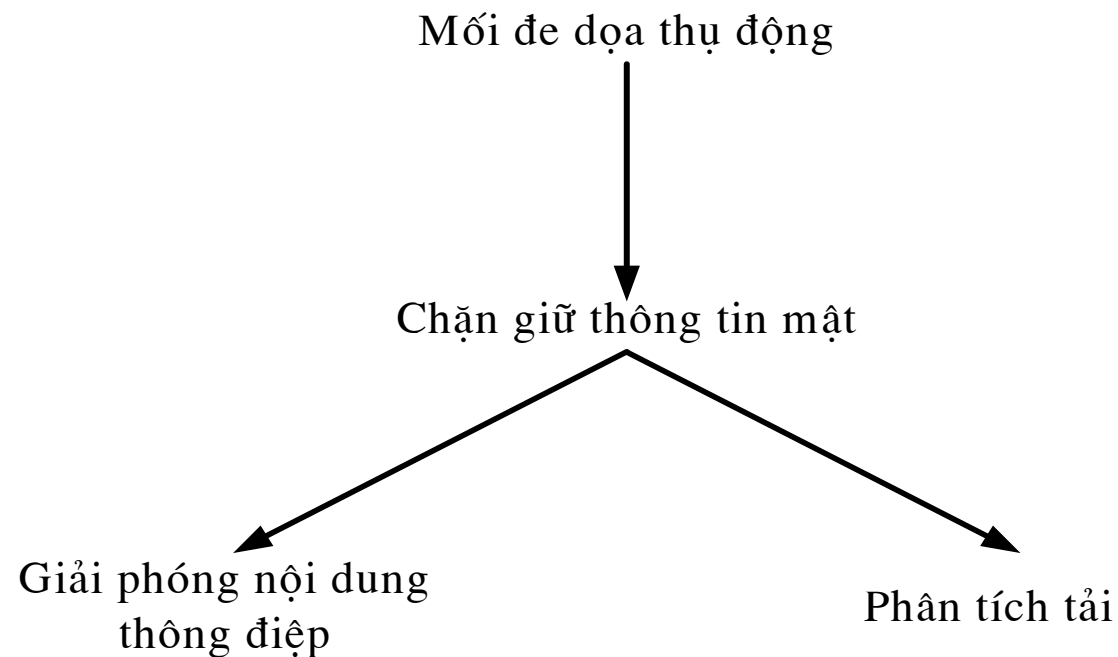 Mối đe dọa thụ động
Chặn giữ thông tin mật
Giải phóng nội dung
thông điệp
Phân tích tải